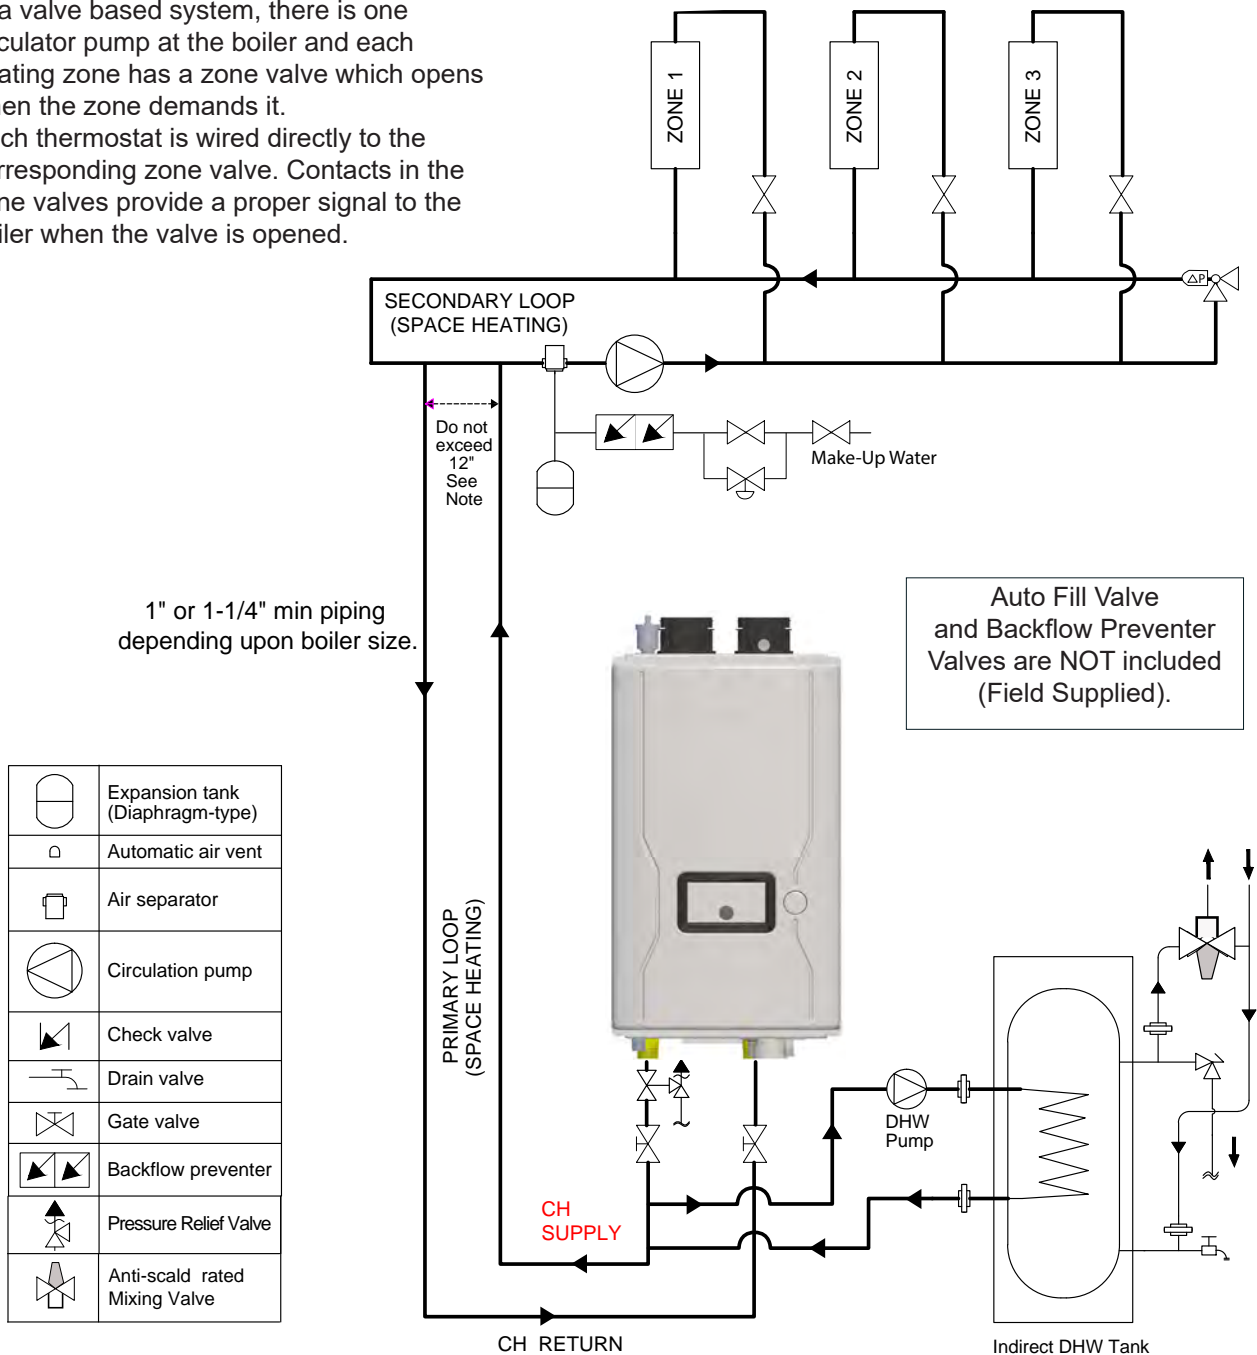 a valve based system, there is one
culator pump at the boiler and each
ating zone has a zone valve which opens
en the zone demands it.
ch thermostat is wired directly to the
rresponding zone valve. Contacts in the
ne valves provide a proper signal to the
iler when the valve is opened.
ZONE 1
ZONE 2
ZONE 3
△P
SECONDARY LOOP
(SPACE HEATING)
Do not
exceed
12"
See
Note
Make-Up Water
1" or 1-1/4" min piping
depending upon boiler size.
Auto Fill Valve
and Backflow Preventer
Valves are NOT included
(Field Supplied).
Expansion tank
(Diaphragm-type)
Automatic air vent
Air separator
Circulation pump
Check valve
Drain valve
Gate valve
Backflow preventer
Pressure Relief Valve
Anti-scald rated
Mixing Valve
PRIMARY LOOP
(SPACE HEATING)
DHW
Pump
CH
SUPPLY
CH RETURN
Indirect DHW Tank